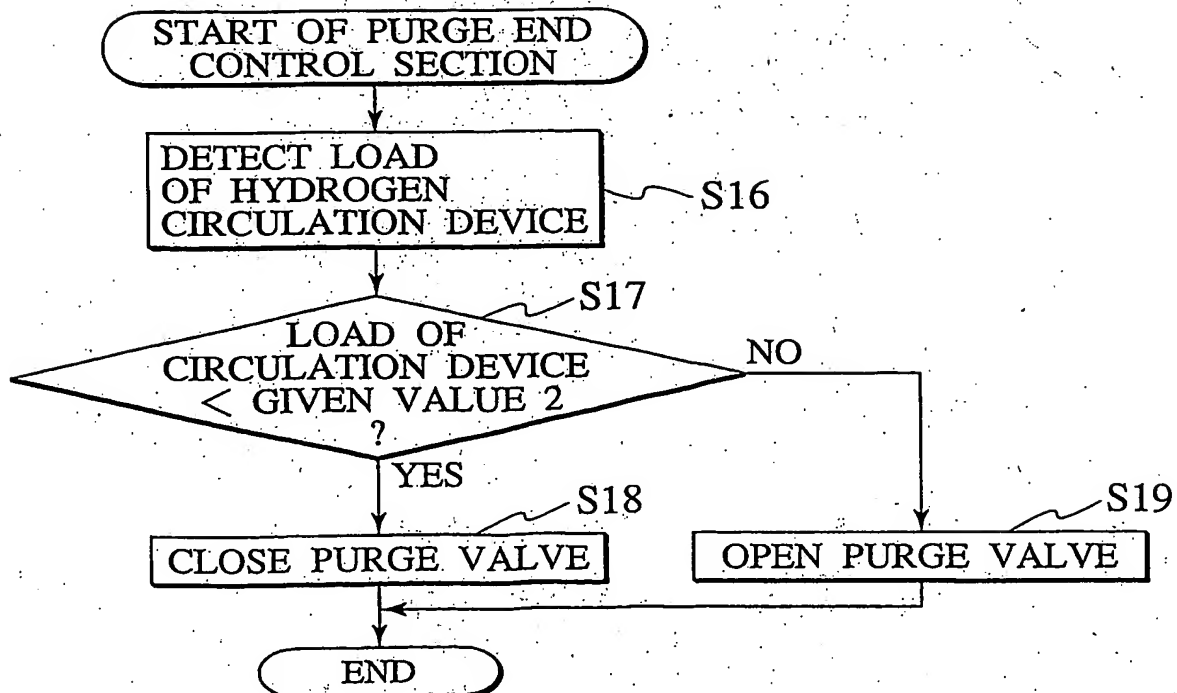 START OF PURGE END
CONTROL SECTION
DETECT LOAD
OF HYDROGEN
CIRCULATION DEVICE
S16
S17
LOAD OF
CIRCULATION DEVICE
< GIVEN VALUE 2
?
NO
YES
S18
CLOSE PURGE VALVE
S19
OPEN PURGE VALVE
END